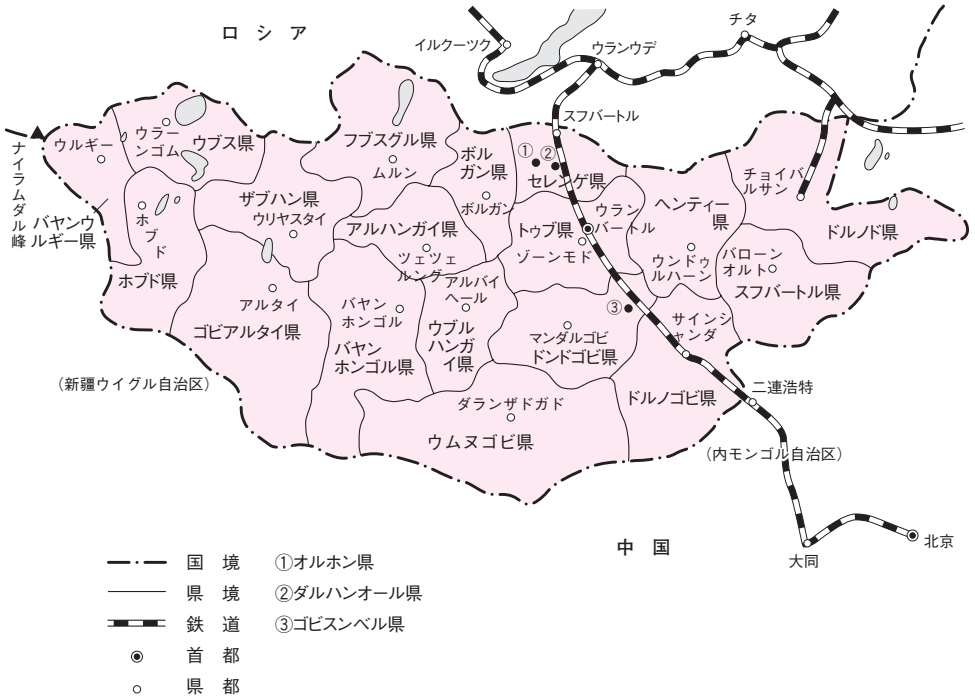 ロシア
チタ
イルクーツク
ウランウデ
スフバートル
ナイラムダル峰
ウルギー
ウラー
ンゴム
ウブス県
フブスグル県
ムルン
ボル
ガン県
ボルガン
①
②
セレンゲ県
チョイバ
ルサン
バヤンウ
ルギー県
ホブド
ホブド県
ザブハン県
ウリヤスタイ
アルハンガイ県
ツェツェ
ルレグ
トゥブ県
ゾーンモド
ウラン
バートル
ヘンティー
県
ウンドゥ
ルハーン
バローン
オルト
ドルノド県
スフバートル県
アルタイ
ゴビアルタイ県
バヤン
ホンゴル
バヤン
ホンゴル県
アルバイ
ヘール
ウブル
ハンガ
イ県
③
マンダルゴビ
ドンドゴビ県
サインシ
ャンダ
(新疆ウイグル自治区)
ダランザドガド
ウムヌゴビ県
ドルノゴビ県
二連浩特
(内モンゴル自治区)
中国
大同
北京
国境 ①オルホン県
県境 ②ダルハンオール県
鉄道 ③ゴビスンベル県
首都
県都